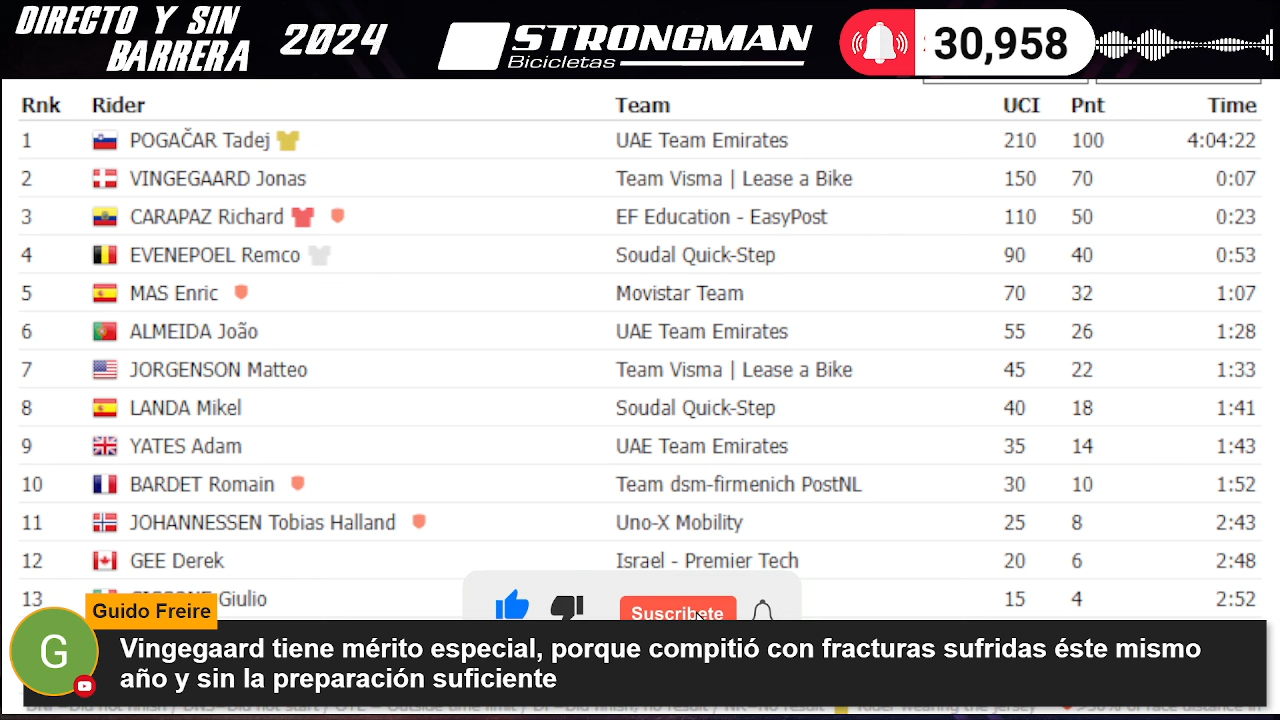 DIRECTO Y SIN
BARRERA
2024
STRONGMAN
Bicicletas
30,958
Rnk Rider Team UCI Pnt Time
1 POGAČAR Tadej UAE Team Emirates 210 100 4:04:22
2 VINGEGAARD Jonas Team Visma | Lease a Bike 150 70 0:07
3 CARAPAZ Richard EF Education - EasyPost 110 50 0:23
4 EVENEPOEL Remco Soudal Quick-Step 90 40 0:53
5 MAS Enric Movistar Team 70 32 1:07
6 ALMEIDA João UAE Team Emirates 55 26 1:28
7 JORGENSON Matteo Team Visma | Lease a Bike 45 22 1:33
8 LANDA Mikel Soudal Quick-Step 40 18 1:41
9 YATES Adam UAE Team Emirates 35 14 1:43
10 BARDET Romain Team dsm-firmenich PostNL 30 10 1:52
11 JOHANNESSEN Tobias Halland Uno-X Mobility 25 8 2:43
12 GEE Derek Israel - Premier Tech 20 6 2:48
13 Giulio 15 4 2:52
Suscribete
Guido Freire
G
Vingegaard tiene mérito especial, porque compitió con fracturas sufridas éste mismo
año y sin la preparación suficiente